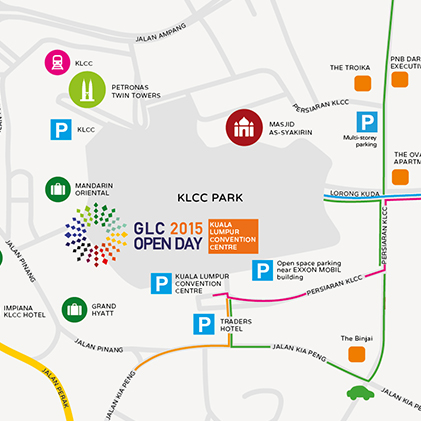 JALAN AMPANG
KLCC
PETRONAS
TWIN TOWERS
P
KLCC
THE TROIKA
PNB DAR
EXECUTIV
PERSIARAN KLCC
P
Multi-storey
parking
MASJID
AS-SYAKIRIN
THE OVA
APARTM
MANDARIN
ORIENTAL
KLCC PARK
LORONG KUDA
GLC 2015
OPEN DAY
KUALA
LUMPUR
CONVENTION
CENTRE
PERSIARAN KLCC
JALAN PINANG
P
KUALA LUMPUR
CONVENTION
CENTRE
P
Open space parking
near EXXON MOBIL
building
PERSIARAN KLCC
IMPIANA
KLCC HOTEL
GRAND
HYATT
P
TRADERS
HOTEL
The Binjai
JALAN PINANG
JALAN KIA PENG
JALAN PERAK
JALAN KIA PENG
JALAN KIA P